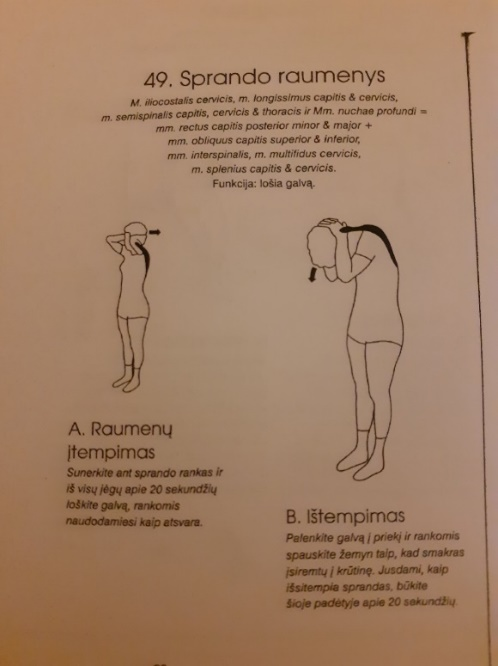 49. Sprando raumenys
M. iliocostalis cervicis, m. longissimus capitis & cervicis,
m. semispinalis capitis, cervicis & thoracis ir Mm. nuchae profundi =
mm. rectus capitis posterior minor & major +
mm. obliquus capitis superior & inferior,
mm. interspinalis, m. multifidus cervicis,
m. splenius capitis & cervicis.
Funkcija: lošia galvą.
A. Raumenų
įtempimas
Sunerkite ant sprando rankas ir
iš visų jėgų apie 20 sekundžių
loškite galvą, rankomis
naudodamiesi kaip atsvara.
B. Ištempimas
Palenkite galvą į priekį ir rankomis
spauskite žemyn taip, kad smakras
įsiremtų į krūtinę. Jusdami, kaip
išsitempia sprandas, būkite
šioje padėtyje apie 20 sekundžių.